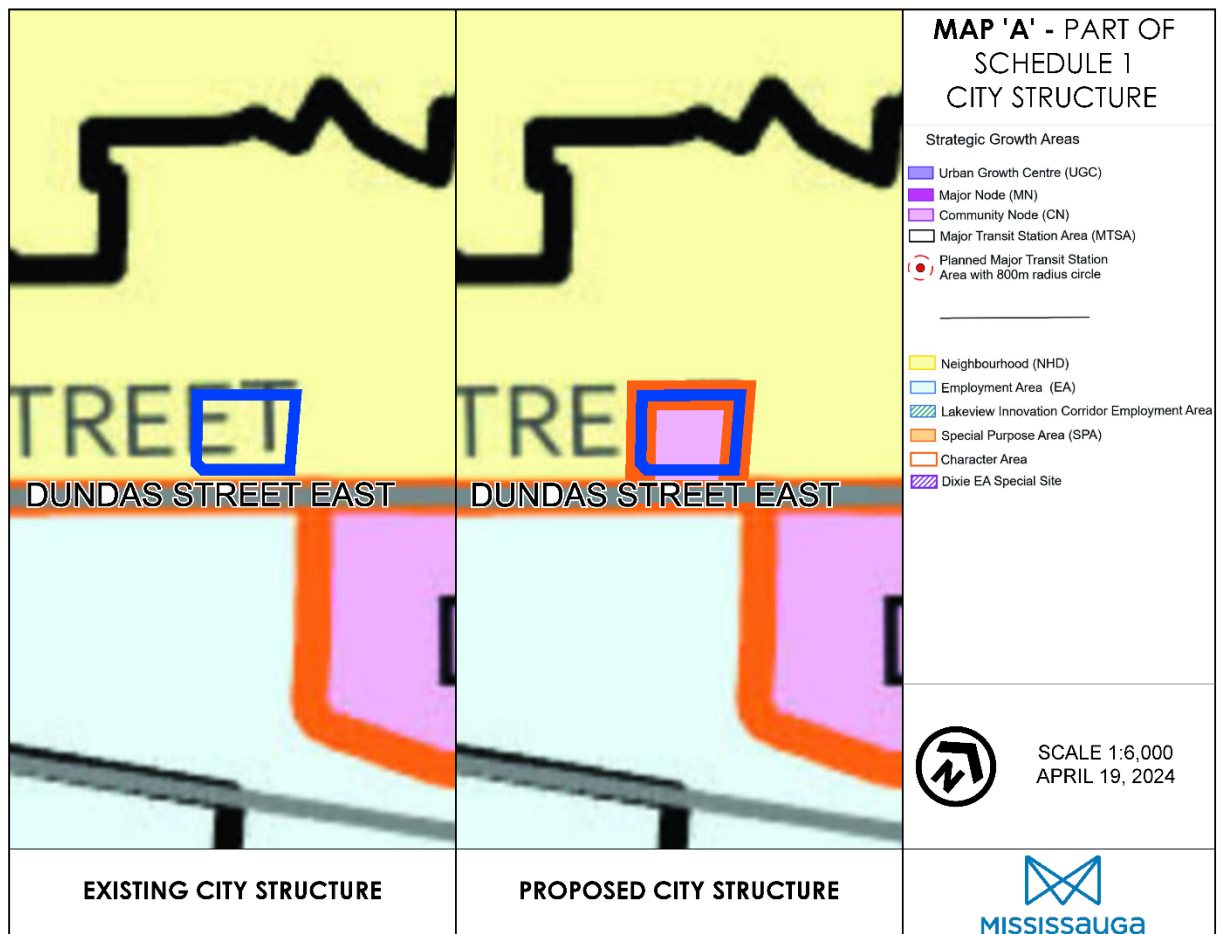 MAP 'A' - PART OF
SCHEDULE 1
CITY STRUCTURE
Strategic Growth Areas
Urban Growth Centre (UGC)
Major Node (MN)
Community Node (CN)
Major Transit Station Area (MTSA)
Planned Major Transit Station
Area with 800m radius circle
Neighbourhood (NHD)
Employment Area (EA)
Lakeview Innovation Corridor Employment Area
Special Purpose Area (SPA)
Character Area
Dixie EA Special Site
TREET
DUNDAS STREET EAST
TRE
DUNDAS STREET EAST
N
SCALE 1:6,000
APRIL 19, 2024
EXISTING CITY STRUCTURE
PROPOSED CITY STRUCTURE
MISSISSAUGA